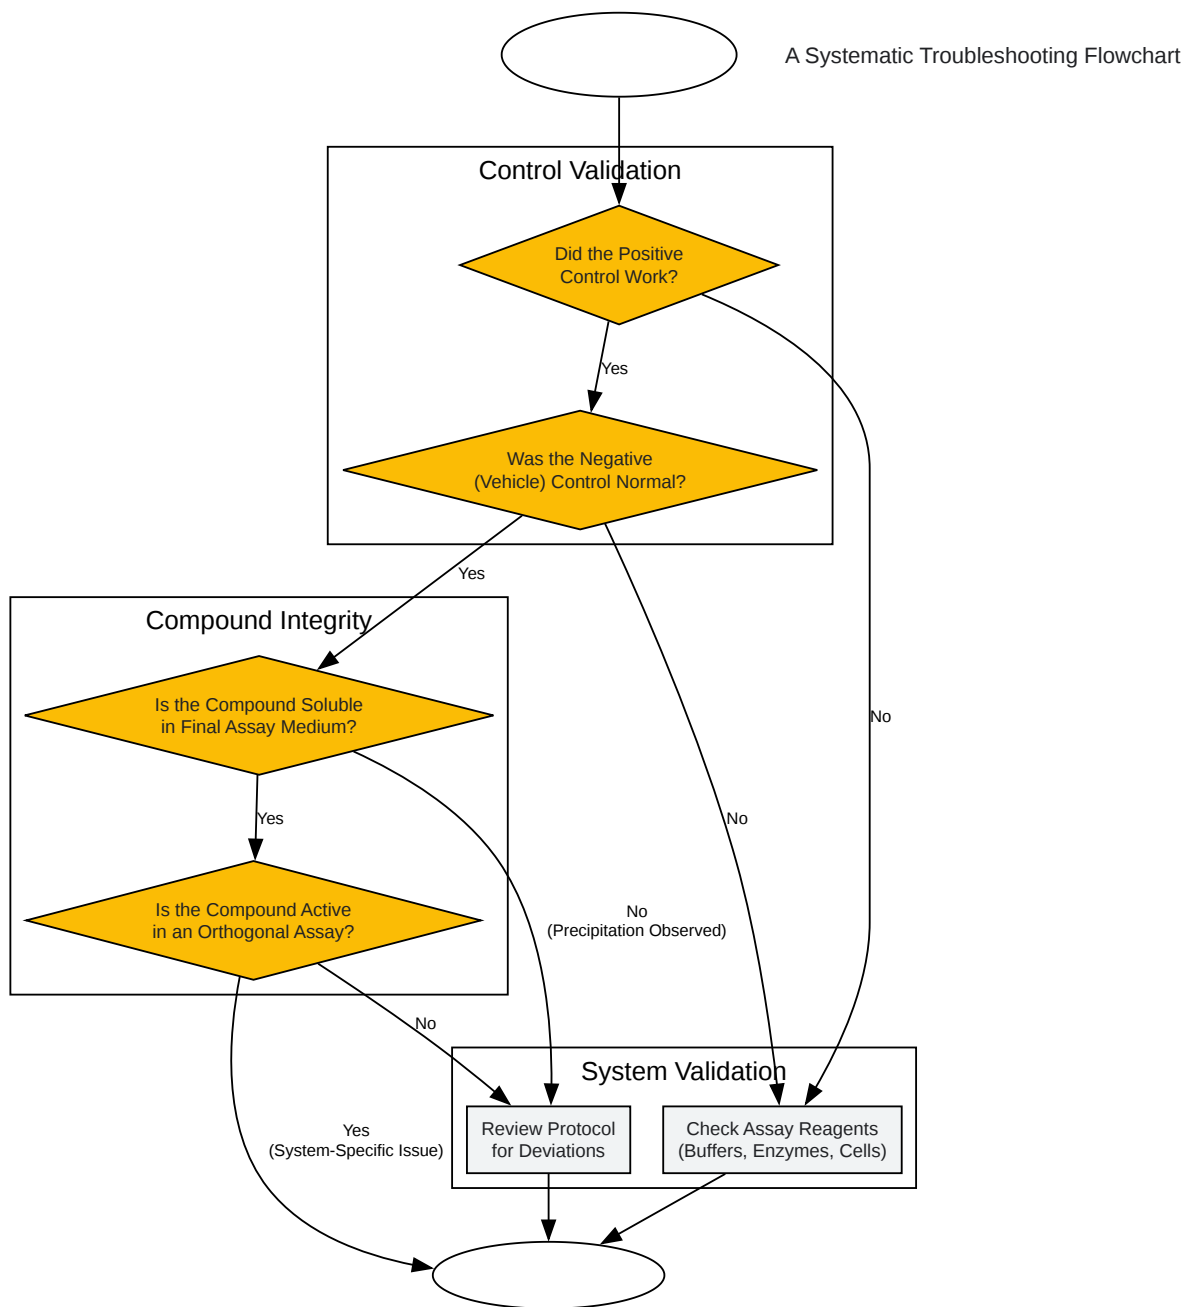 A Systematic Troubleshooting Flowchart
Control Validation
Did the Positive
Control Work?
Yes
Was the Negative
(Vehicle) Control Normal?
Yes
Compound Integrity
Is the Compound Soluble
in Final Assay Medium?
No
Yes
No
Is the Compound Active
in an Orthogonal Assay?
No
(Precipitation Observed)
No
System Validation
Review Protocol
for Deviations
Check Assay Reagents
(Buffers, Enzymes, Cells)
Yes
(System-Specific Issue)